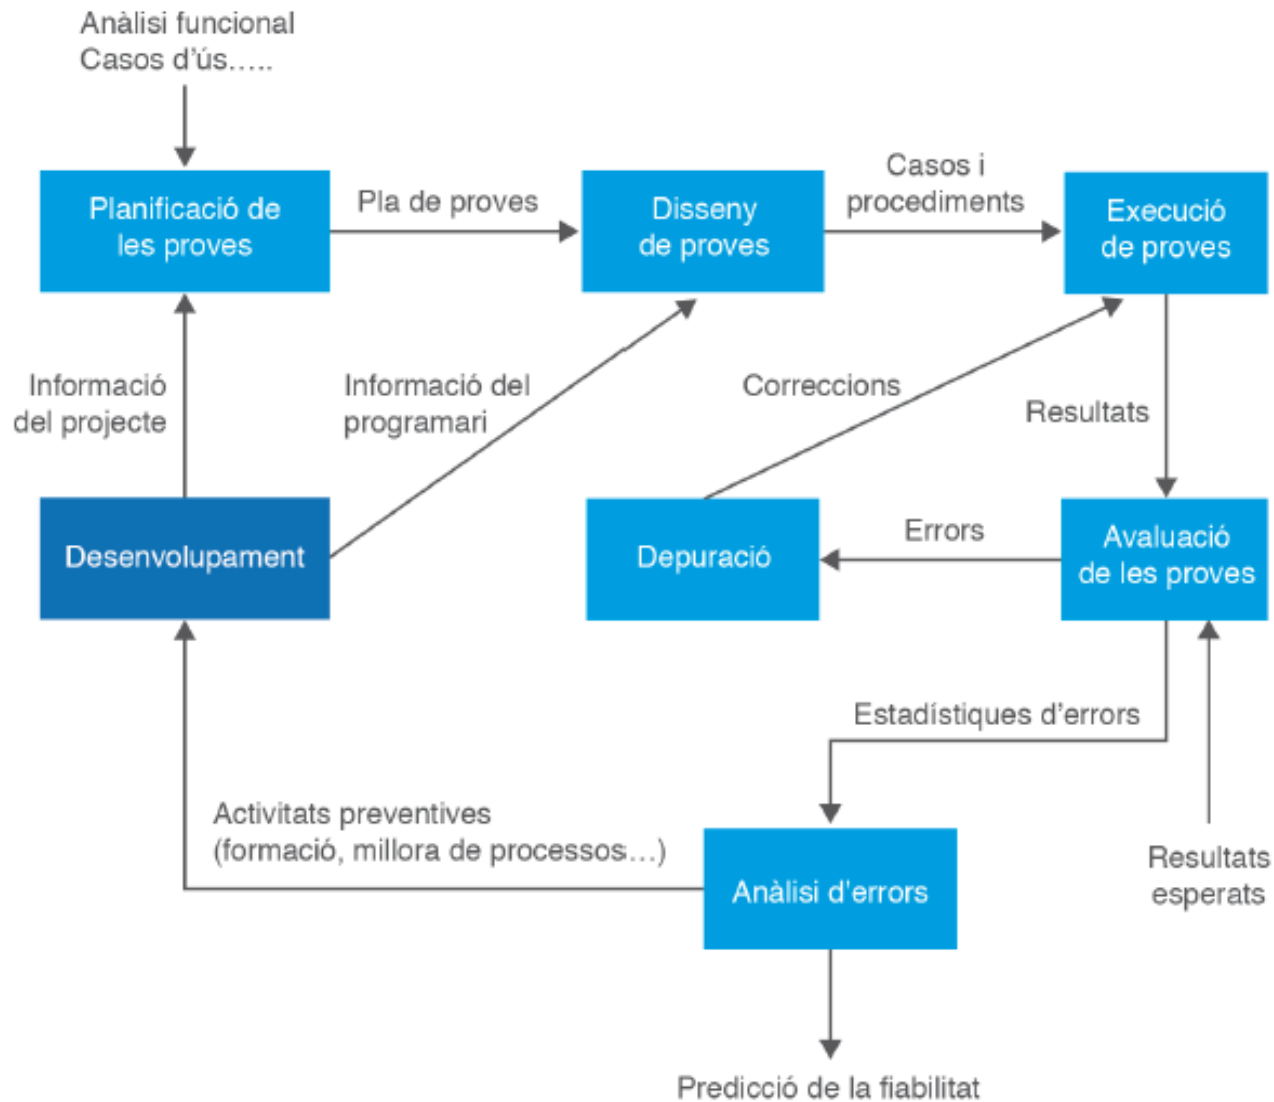 Anàlisi funcional
Casos d'ús.....
Planificació de
les proves
Pla de proves
Disseny
de proves
Casos i
procediments
Execució
de proves
Informació
del projecte
Informació del
programari
Correccions
Resultats
Desenvolupament
Depuració
Errors
Avaluació
de les proves
Estadístiques d'errors
Activitats preventives
(formació, millora de processos...)
Anàlisi d'errors
Resultats
esperats
Predicció de la fiabilitat